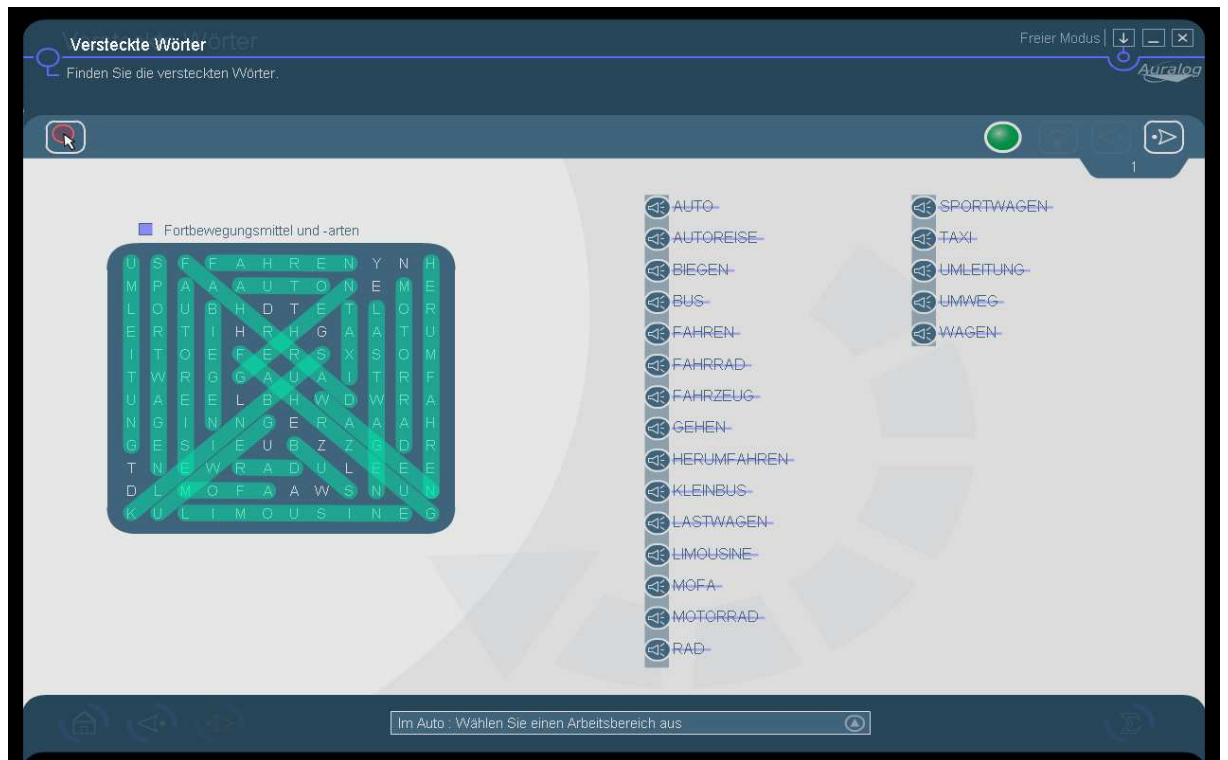 Versteckte Wörter
Freier Modus
Finden Sie die versteckten Wörter.
Auralog
1
Fortbewegungsmittel und -arten
U S F F A H R E N Y N H
M P A A A U T O N E M E
L O U B H D T E T L O R
E R T I H R H G A A T U
I T O E F E R S X S O M
T W R G G A U A I T R F
U A E E L B H W D W R A
N G I N N G E R A A A H
G E S I E U B Z Z G D R
T N E W R A D U L E E E
D L M O F A A W S N U N
K U L I M O U S I N E G
AUTO
AUTOREISE
BIEGEN
BUS
FAHREN
FAHRRAD
FAHRZEUG
GEHEN
HERUMFAHREN
KLEINBUS
LASTWAGEN
LIMOUSINE
MOFA
MOTORRAD
RAD
SPORTWAGEN
TAXI
UMLEITUNG
UMWEG
WAGEN
Im Auto : Wählen Sie einen Arbeitsbereich aus